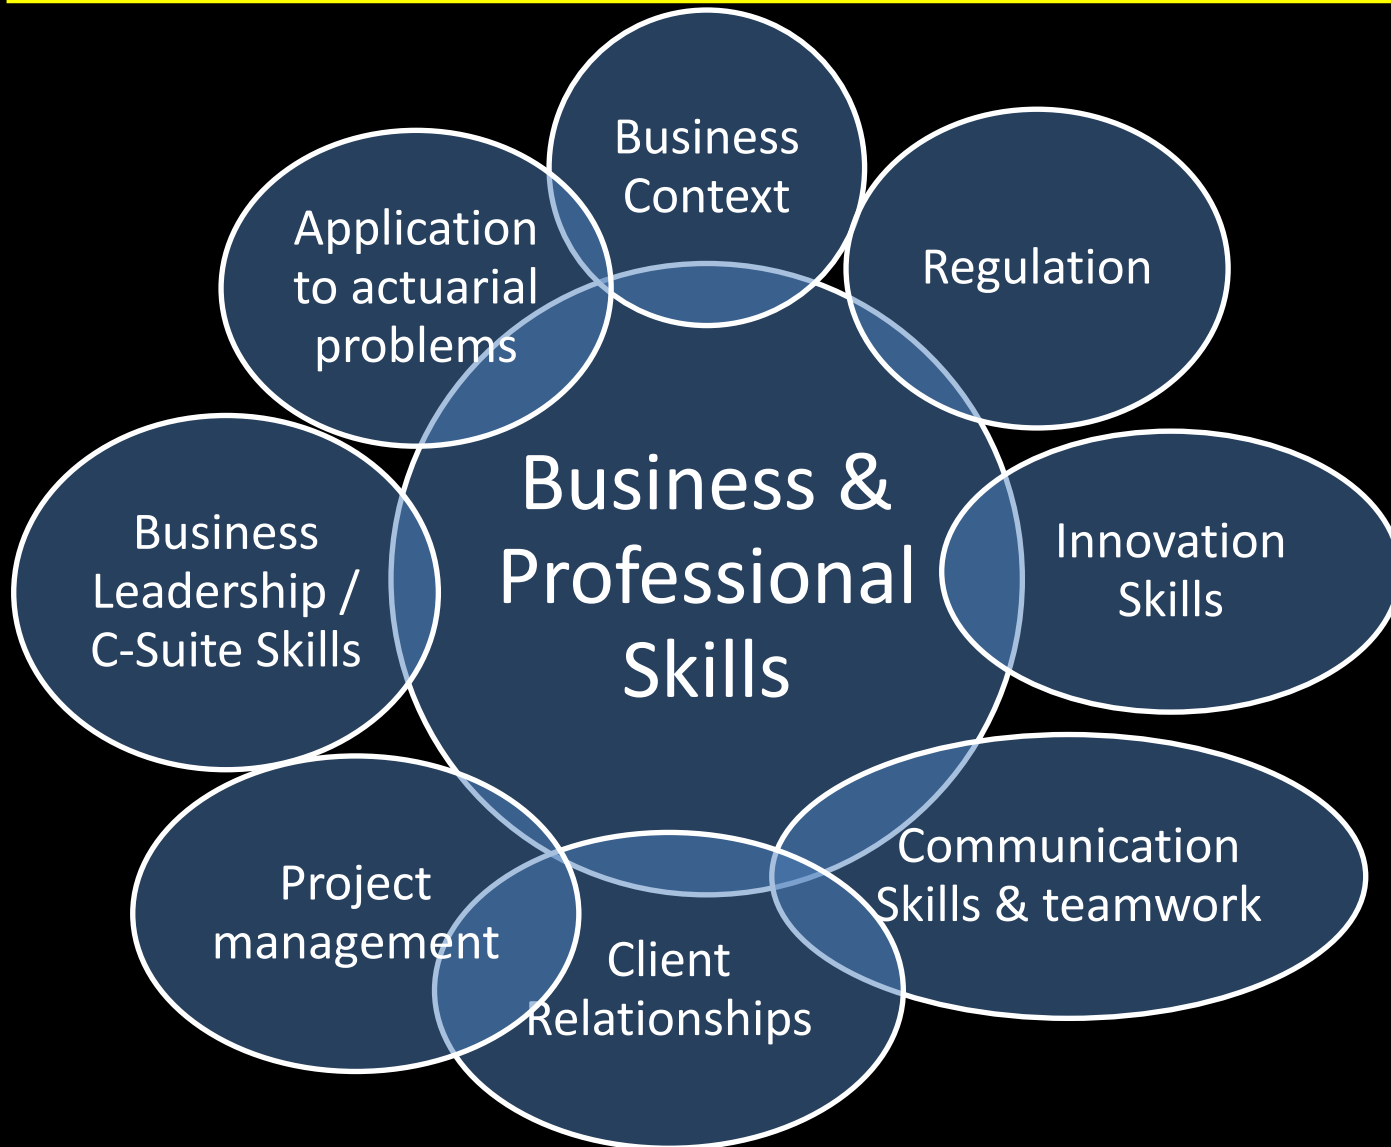 Business
Context
Regulation
Application
to actuarial
problems
Business &
Professional
Skills
Innovation
Skills
Business
Leadership /
C-Suite Skills
Communication
Skills & teamwork
Project
management
Client
Relationships